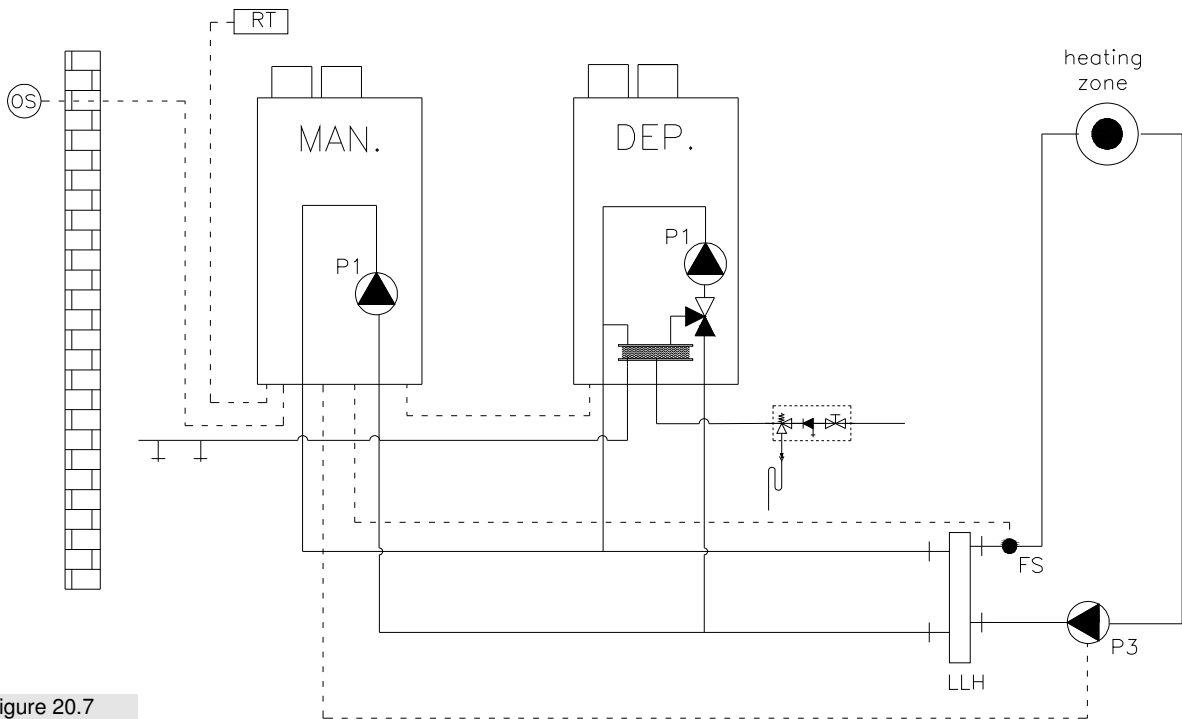 RT
OS
MAN.
DEP.
heating
zone
P1
P1
FS
P3
LLH
igure 20.7